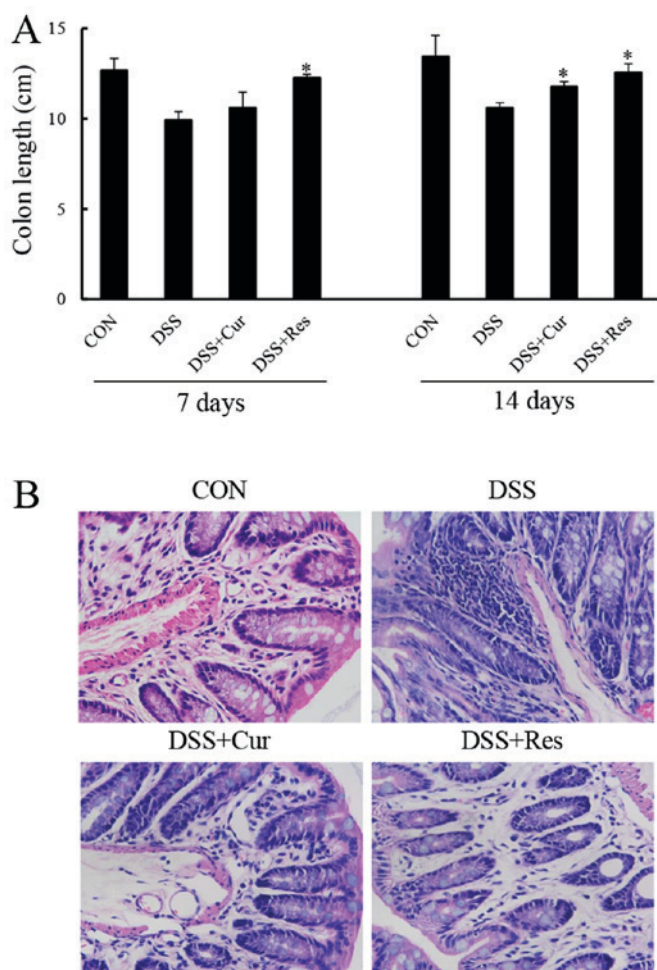 A
Colon length (cm)
15
10
5
0
* * *
CON DSS DSS+Cur DSS+Res CON DSS DSS+Cur DSS+Res
7 days 14 days
B
CON DSS
DSS+Cur DSS+Res